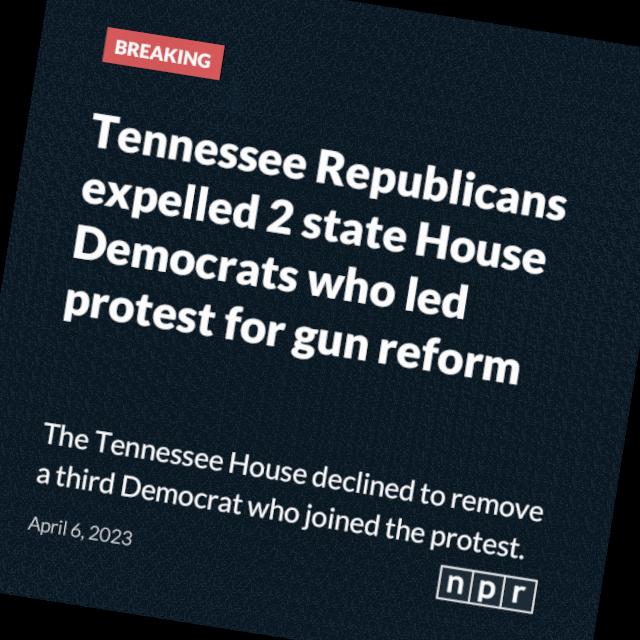 BREAKING
Tennessee Republicans
expelled 2 state House
Democrats who led
protest for gun reform
The Tennessee House declined to remove
a third Democrat who joined the protest.
April 6, 2023
npr